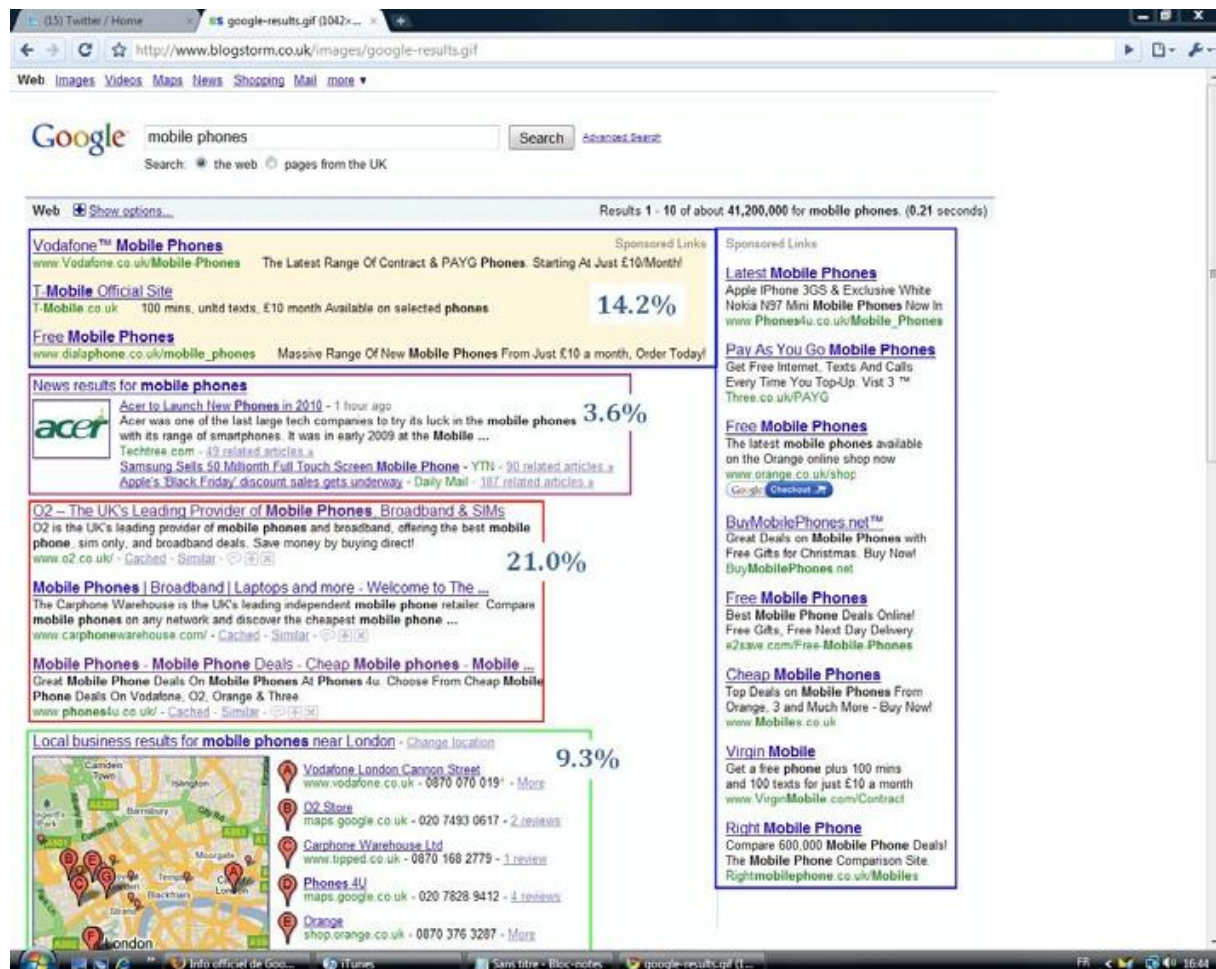 (15) Twitter / Home
google-results.gif (1042×...
http://www.blogstorm.co.uk/images/google-results.gif
Web Images Videos Maps News Shopping Mail more ▼
Google
mobile phones
Search
Advanced Search
Search: the web pages from the UK
Web Show options...
Results 1 - 10 of about 41,200,000 for mobile phones. (0.21 seconds)
Vodafone™ Mobile Phones
Sponsored Links
www.Vodafone.co.uk/Mobile-Phones The Latest Range Of Contract & PAYG Phones. Starting At Just £10/Month!
T-Mobile Official Site
T-Mobile.co.uk 100 mins, unltd texts, £10 month Available on selected phones
14.2%
Free Mobile Phones
www.dialaphone.co.uk/mobile_phones Massive Range Of New Mobile Phones From Just £10 a month, Order Today!
News results for mobile phones
acer
Acer to Launch New Phones in 2010 - 1 hour ago
Acer was one of the last large tech companies to try its luck in the mobile phones
with its range of smartphones. It was in early 2009 at the Mobile ...
3.6%
Techtree.com - 49 related articles »
Samsung Sells 50 Millionth Full Touch Screen Mobile Phone - YTN - 90 related articles »
Apple's 'Black Friday' discount sales gets underway - Daily Mail - 187 related articles »
O2 – The UK's Leading Provider of Mobile Phones, Broadband & SIMs
O2 is the UK's leading provider of mobile phones and broadband, offering the best mobile
phone, sim only, and broadband deals. Save money by buying direct!
www.o2.co.uk/ - Cached - Similar -
21.0%
Mobile Phones | Broadband | Laptops and more - Welcome to The ...
The Carphone Warehouse is the UK's leading independent mobile phone retailer. Compare
mobile phones on any network and discover the cheapest mobile phone ...
www.carphonewarehouse.com/ - Cached - Similar -
Mobile Phones - Mobile Phone Deals - Cheap Mobile phones - Mobile ...
Great Mobile Phone Deals On Mobile Phones At Phones 4u. Choose From Cheap Mobile
Phone Deals On Vodafone, O2, Orange & Three.
www.phones4u.co.uk/ - Cached - Similar -
Local business results for mobile phones near London - Change location
9.3%
Camden
Town
Islington
Barnsbury
City Rd
Moorgate
Temple
Blackfriars
Strand
London
A Vodafone London Cannon Street
www.vodafone.co.uk - 0870 070 019 - More
B O2 Store
maps.google.co.uk - 020 7493 0617 - 2 reviews
C Carphone Warehouse Ltd
www.tipped.co.uk - 0870 168 2779 - 1 review
D Phones 4U
maps.google.co.uk - 020 7828 9412 - 4 reviews
E Orange
shop.orange.co.uk - 0870 376 3287 - More
Sponsored Links
Latest Mobile Phones
Apple IPhone 3GS & Exclusive White
Nokia N97 Mini Mobile Phones Now In
www.Phones4u.co.uk/Mobile_Phones
Pay As You Go Mobile Phones
Get Free Internet, Texts And Calls
Every Time You Top-Up. Vist 3 ™
Three.co.uk/PAYG
Free Mobile Phones
The latest mobile phones available
on the Orange online shop now
www.orange.co.uk/shop
Google Checkout
BuyMobilePhones.net™
Great Deals on Mobile Phones with
Free Gifts for Christmas. Buy Now!
BuyMobilePhones.net
Free Mobile Phones
Best Mobile Phone Deals Online!
Free Gifts, Free Next Day Delivery
e2save.com/Free-Mobile-Phones
Cheap Mobile Phones
Top Deals on Mobile Phones From
Orange, 3 and Much More - Buy Now!
www.Mobiles.co.uk
Virgin Mobile
Get a free phone plus 100 mins
and 100 texts for just £10 a month
www.VirginMobile.com/Contract
Right Mobile Phone
Compare 600,000 Mobile Phone Deals!
The Mobile Phone Comparison Site.
Rightmobilephone.co.uk/Mobiles
Info officiel de Goo...
iTunes
Sans titre - Bloc-notes
google-results.gif (1...
FR
16:44